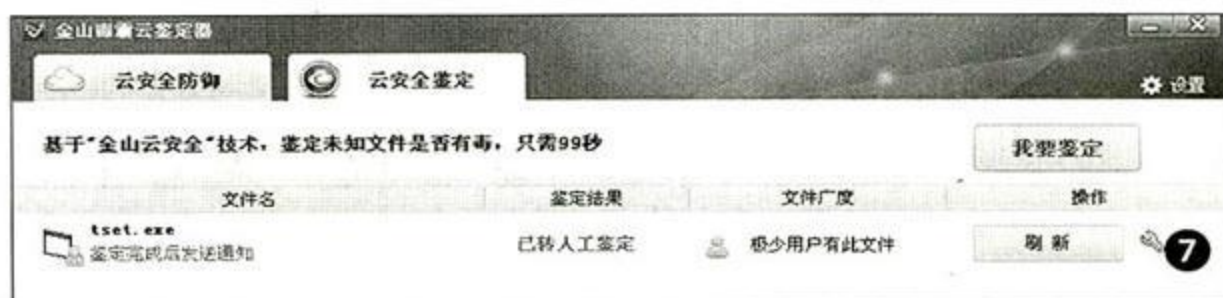 金山毒霸云鉴定器
云安全防御 云安全鉴定
设置
基于"金山云安全"技术，鉴定未知文件是否有毒，只需99秒
我要鉴定
文件名 鉴定结果 文件广度 操作
tset.exe
鉴定完成后发送通知
已转人工鉴定 极少用户有此文件 刷新 7